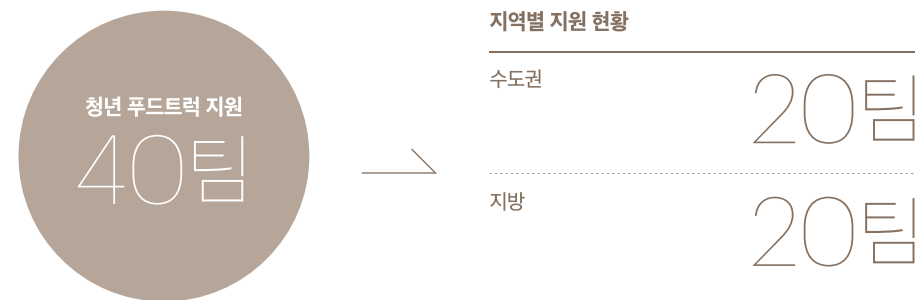 청년 푸드트럭 지원
40팀
지역별 지원 현황
수도권
20팀
지방
20팀